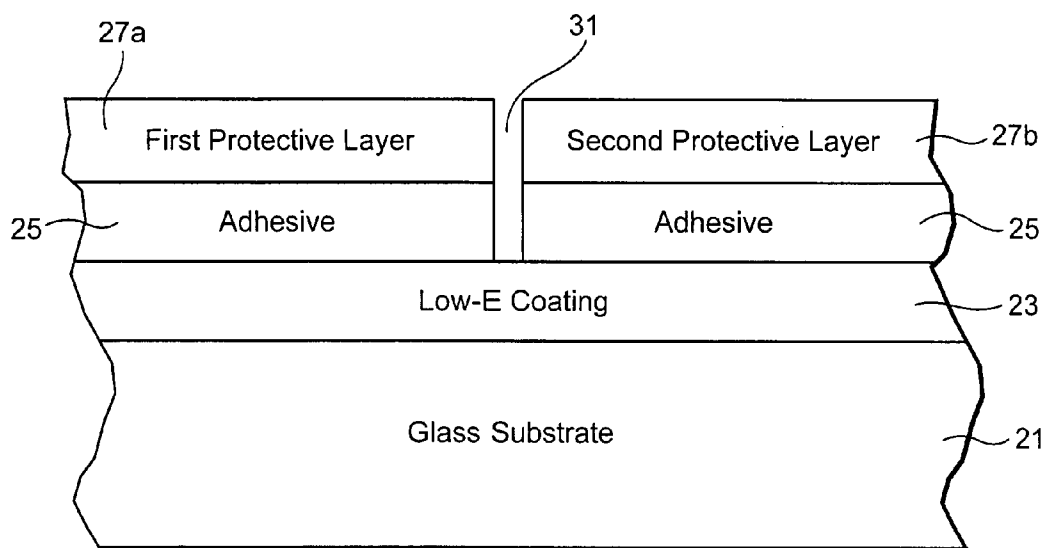 27a
31
First Protective Layer
Second Protective Layer
27b
25
Adhesive
Adhesive
25
Low-E Coating
23
Glass Substrate
21